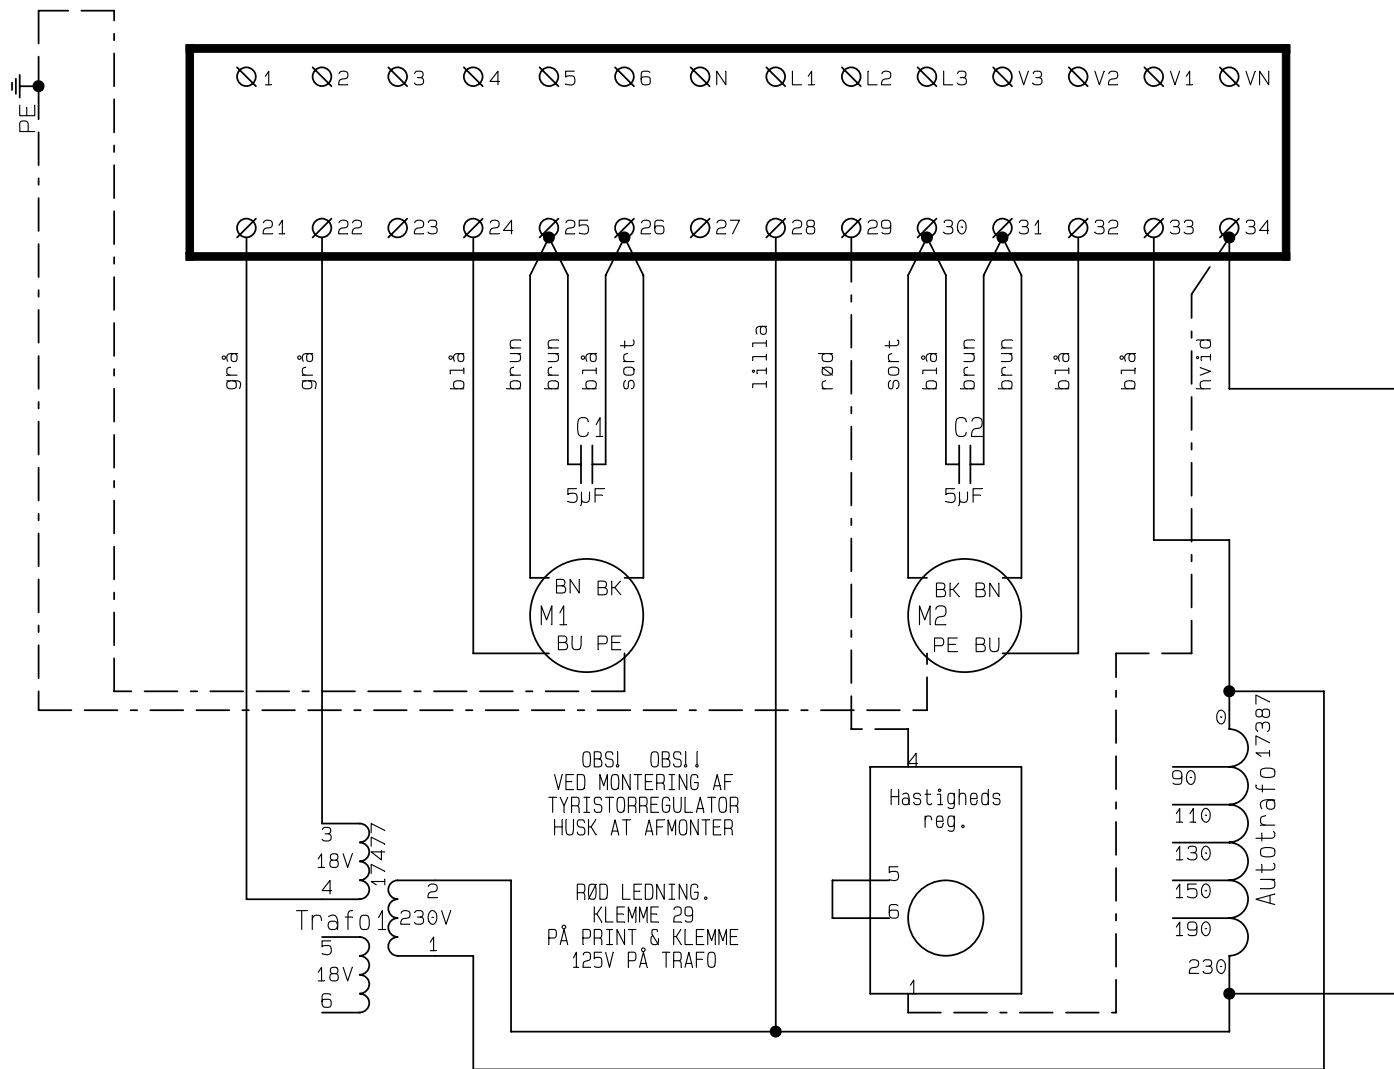 1 2 3 4 5 6 N L1 L2 L3 V3 V2 V1 VN
PE
21 22 23 24 25 26 27 28 29 30 31 32 33 34
grå grå blå brun brun blå sort lilla rød sort blå brun brun blå blå hvid
C1 C2
5µF 5µF
BN BK
M1
BU PE
BK BN
M2
PE BU
OBS! OBS!!
VED MONTERING AF
TYRISTORREGULATOR
HUSK AT AFMONTER
RØD LEDNING.
KLEMME 29
PÅ PRINT & KLEMME
125V PÅ TRAFO
3
18V
4
17477
Trafo1
5
18V
6
2
230V
1
4
Hastigheds
reg.
5
6
1
0
90
110
130
150
190
230
Autotrafo 17387